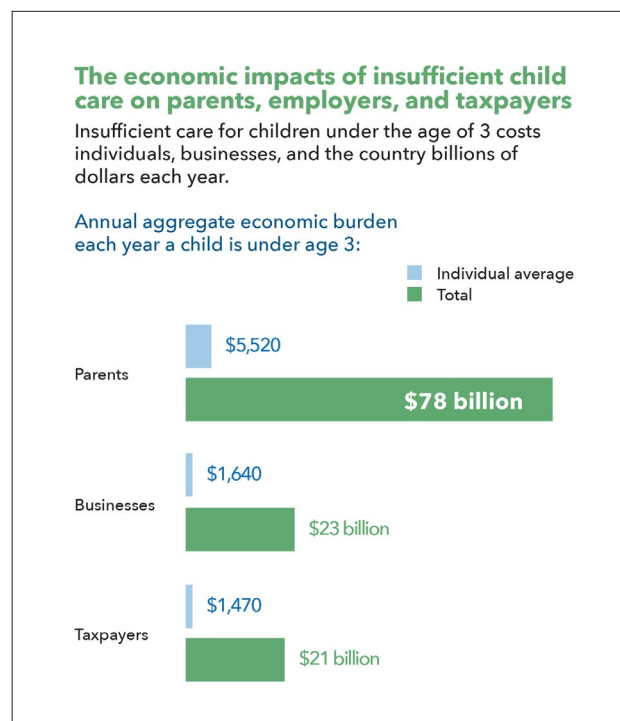 The economic impacts of insufficient child
care on parents, employers, and taxpayers
Insufficient care for children under the age of 3 costs
individuals, businesses, and the country billions of
dollars each year.
Annual aggregate economic burden
each year a child is under age 3:
Individual average
Total
Parents
$5,520
$78 billion
Businesses
$1,640
$23 billion
Taxpayers
$1,470
$21 billion